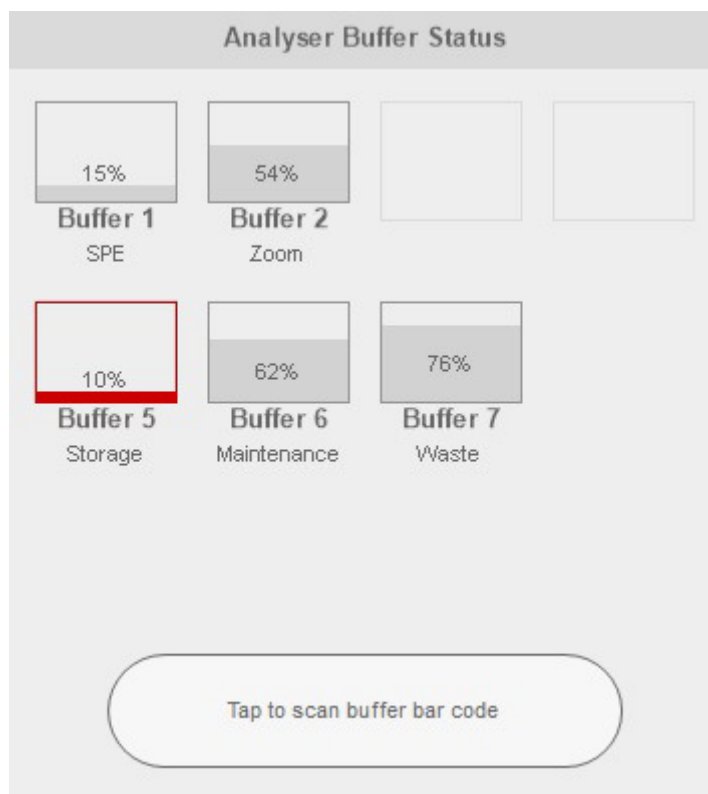 Analyser Buffer Status
15% 54%
Buffer 1 Buffer 2
SPE Zoom
10% 62% 76%
Buffer 5 Buffer 6 Buffer 7
Storage Maintenance Waste
Tap to scan buffer bar code